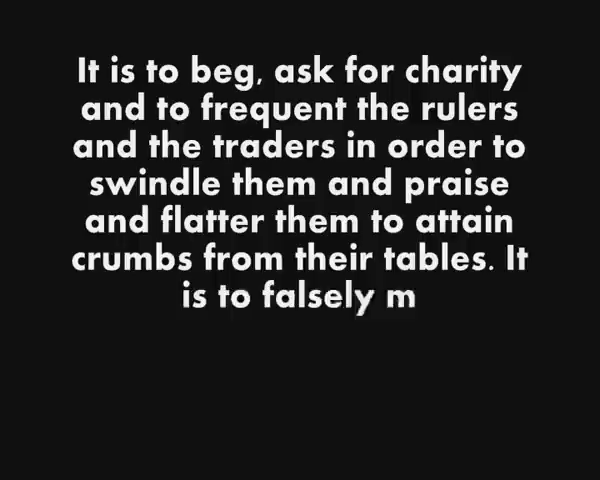 It is to beg, ask for charity
and to frequent the rulers
and the traders in order to
swindle them and praise
and flatter them to attain
crumbs from their tables. It
is to falsely m